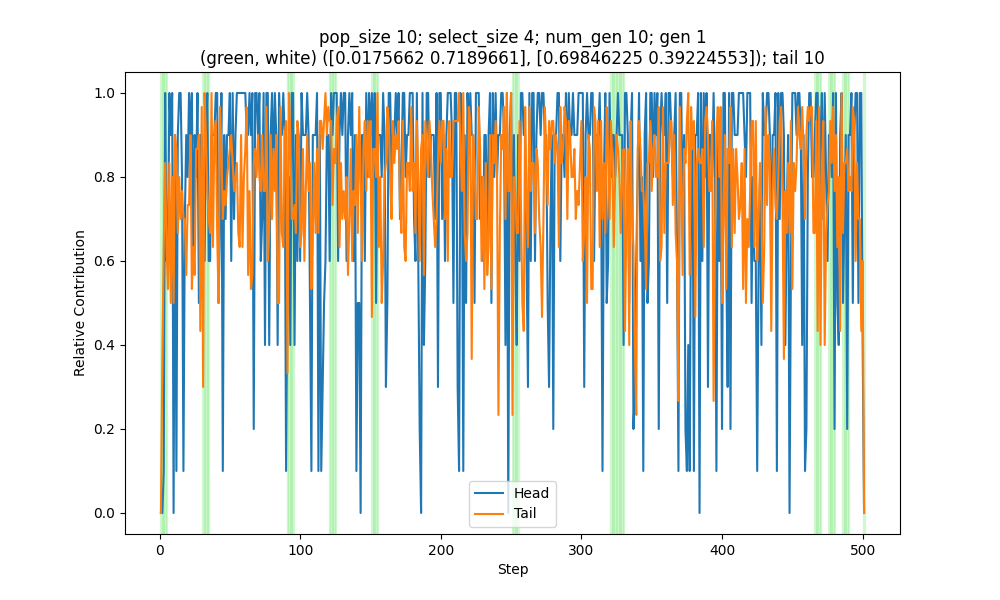 pop_size 10; select_size 4; num_gen 10; gen 1
(green, white) ([0.0175662 0.7189661], [0.69846225 0.39224553]); tail 10
Relative Contribution
1.0
0.8
0.6
0.4
0.2
0.0
Head
Tail
0 100 200 300 400 500
Step